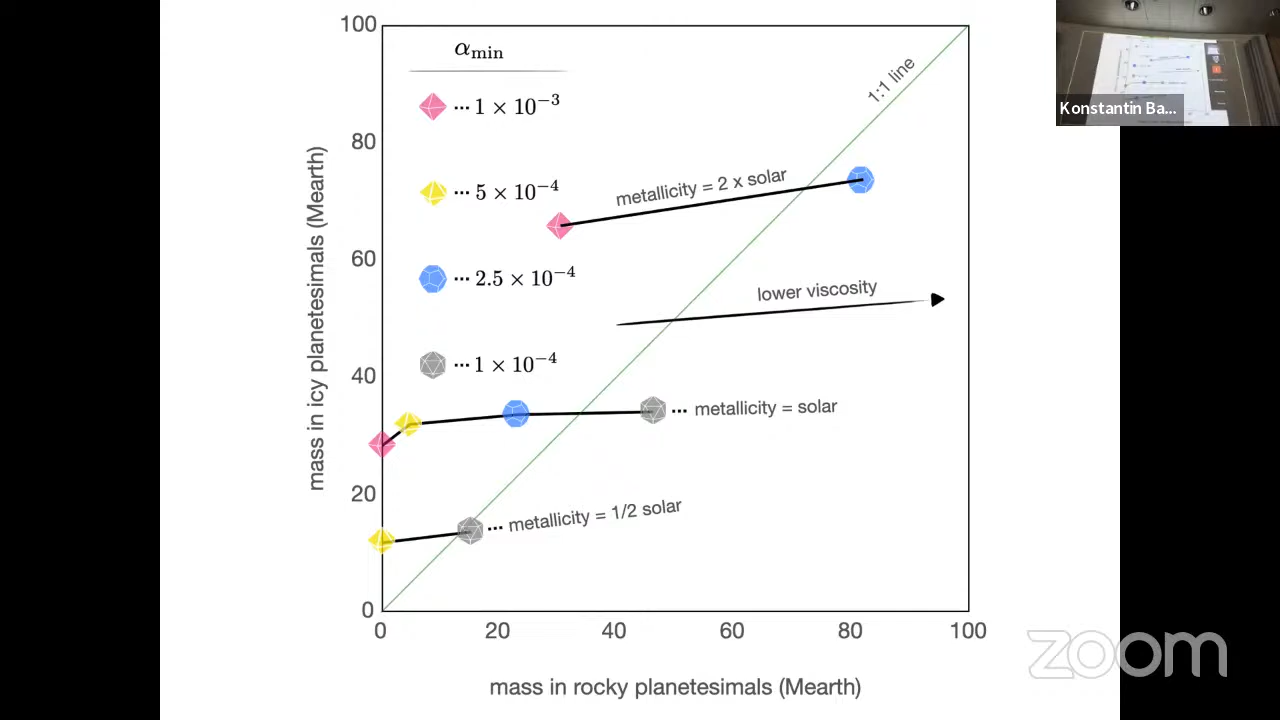 100
α_min
1:1 line
··· 1 × 10⁻³
Konstantin Ba...
80
metallicity = 2 x solar
··· 5 × 10⁻⁴
60
··· 2.5 × 10⁻⁴
lower viscosity
··· 1 × 10⁻⁴
40
··· metallicity = solar
20
··· metallicity = 1/2 solar
0
mass in icy planetesimals (Mearth)
0 20 40 60 80 100
mass in rocky planetesimals (Mearth)
zoom